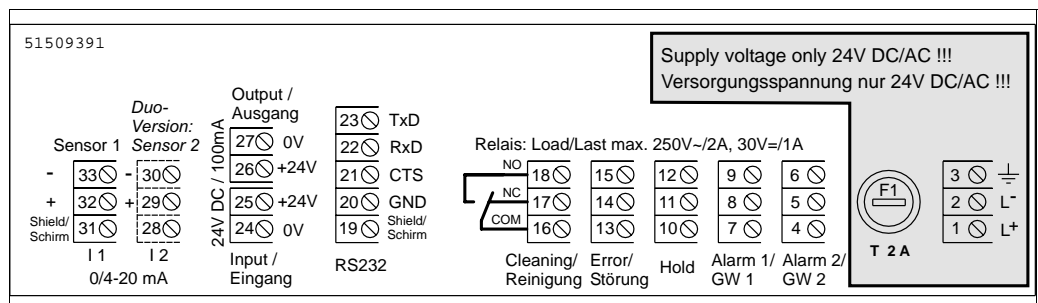 51509391
Supply voltage only 24V DC/AC !!!
Versorgungsspannung nur 24V DC/AC !!!
Sensor 1
- 33
+ 32
Shield/
Schirm 31
I 1
Duo-
Version:
Sensor 2
- 30
+ 29
28
I 2
0/4-20 mA
24V DC / 100mA
Output /
Ausgang
27 0V
26 +24V
25 +24V
24 0V
Input /
Eingang
23 TxD
22 RxD
21 CTS
20 GND
19 Shield/
Schirm
RS232
Relais: Load/Last max. 250V~/2A, 30V=/1A
NO 18
NC 17
COM 16
Cleaning/
Reinigung
15
14
13
Error/
Störung
12
11
10
Hold
9
8
7
Alarm 1/
GW 1
6
5
4
Alarm 2/
GW 2
F1
T 2 A
3
2 L-
1 L+